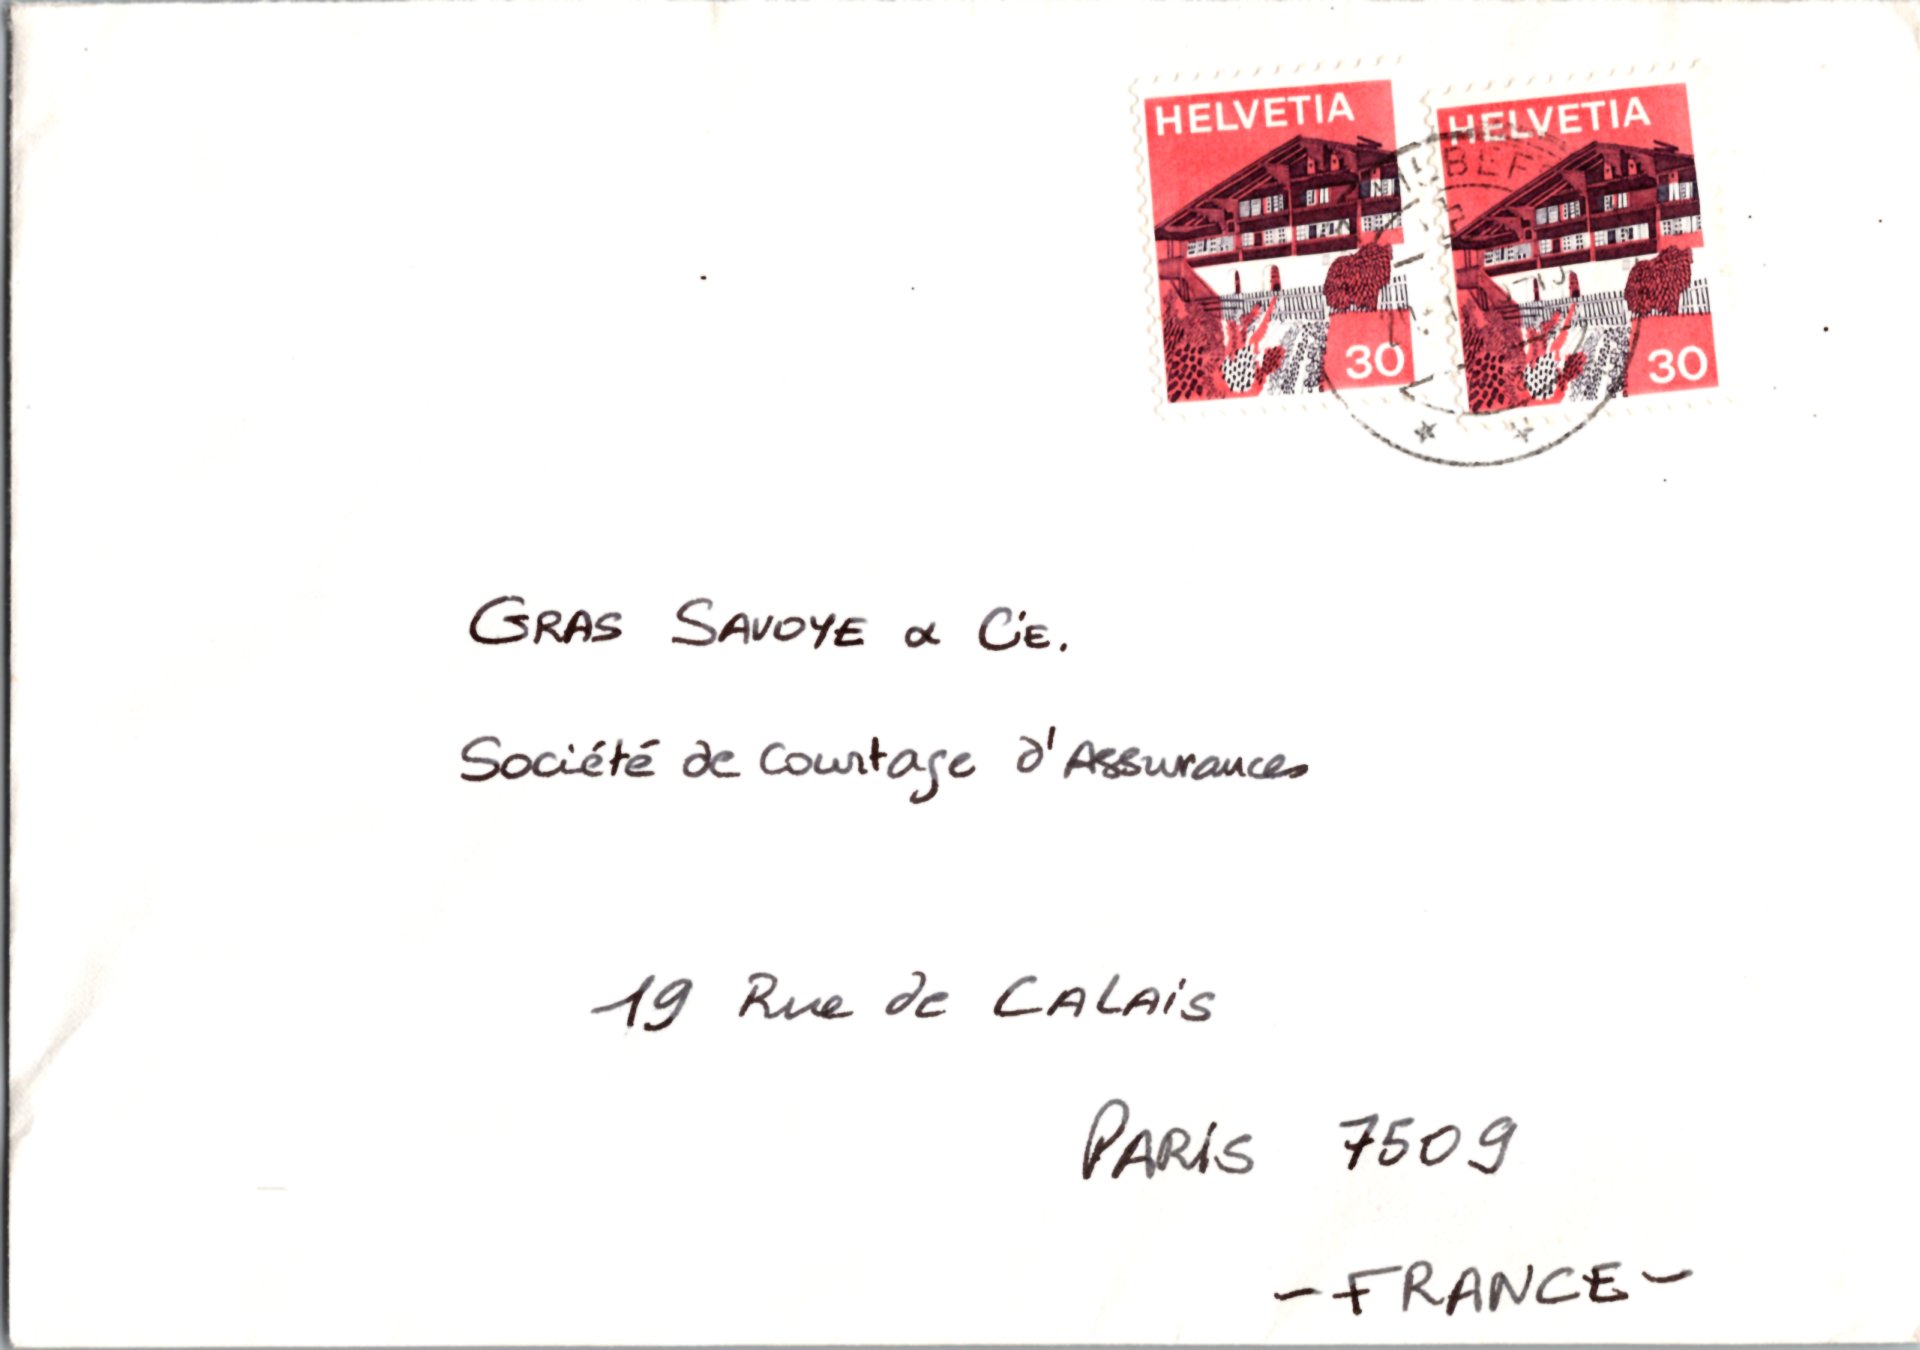 HELVETIA
30
HELVETIA
30
GRAS SAVOYE & CIE.
Société de Courtage d'Assurances
19 Rue de CALAIS
PARIS 7509
- FRANCE -